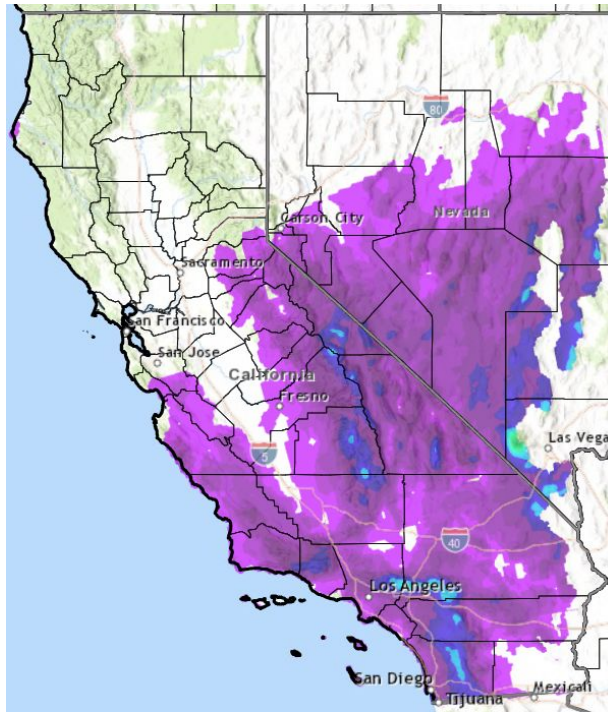 80
Carson City
Nevada
Sacramento
San Francisco
San Jose
California
Fresno
Las Vega
5
40
Los Angeles
San Diego
Tijuana
Mexicali